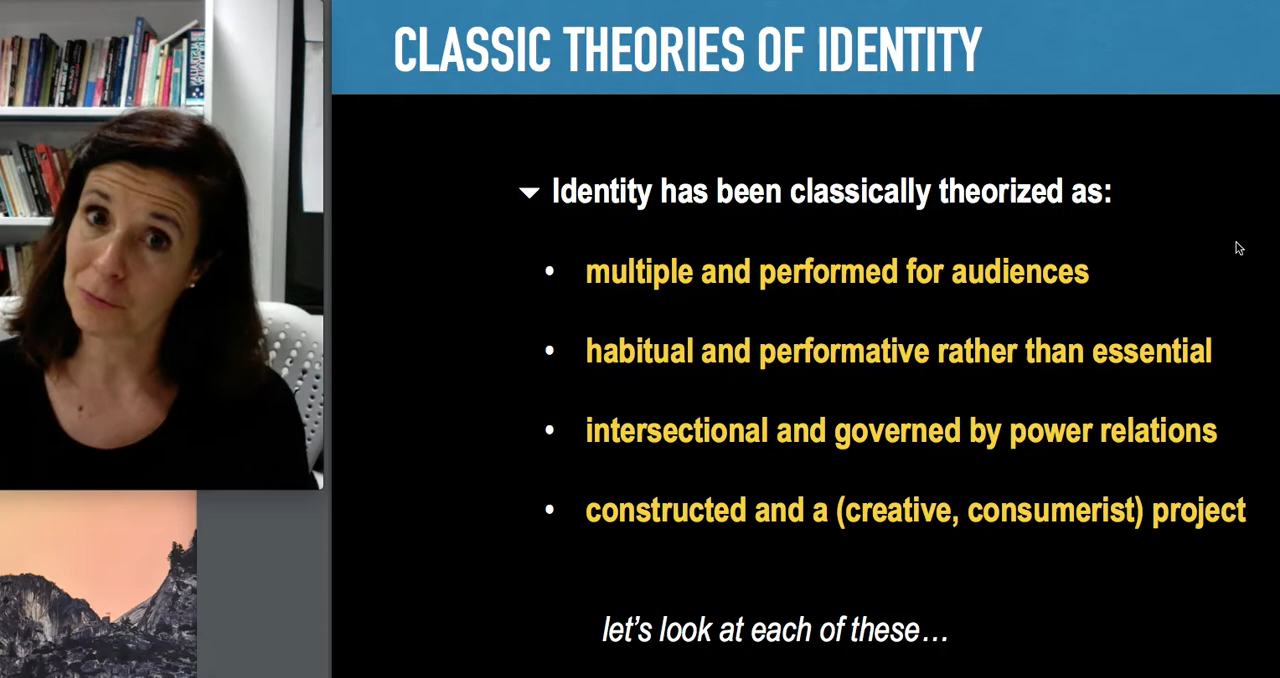 CLASSIC THEORIES OF IDENTITY
Identity has been classically theorized as:
• multiple and performed for audiences
• habitual and performative rather than essential
• intersectional and governed by power relations
• constructed and a (creative, consumerist) project
let's look at each of these…